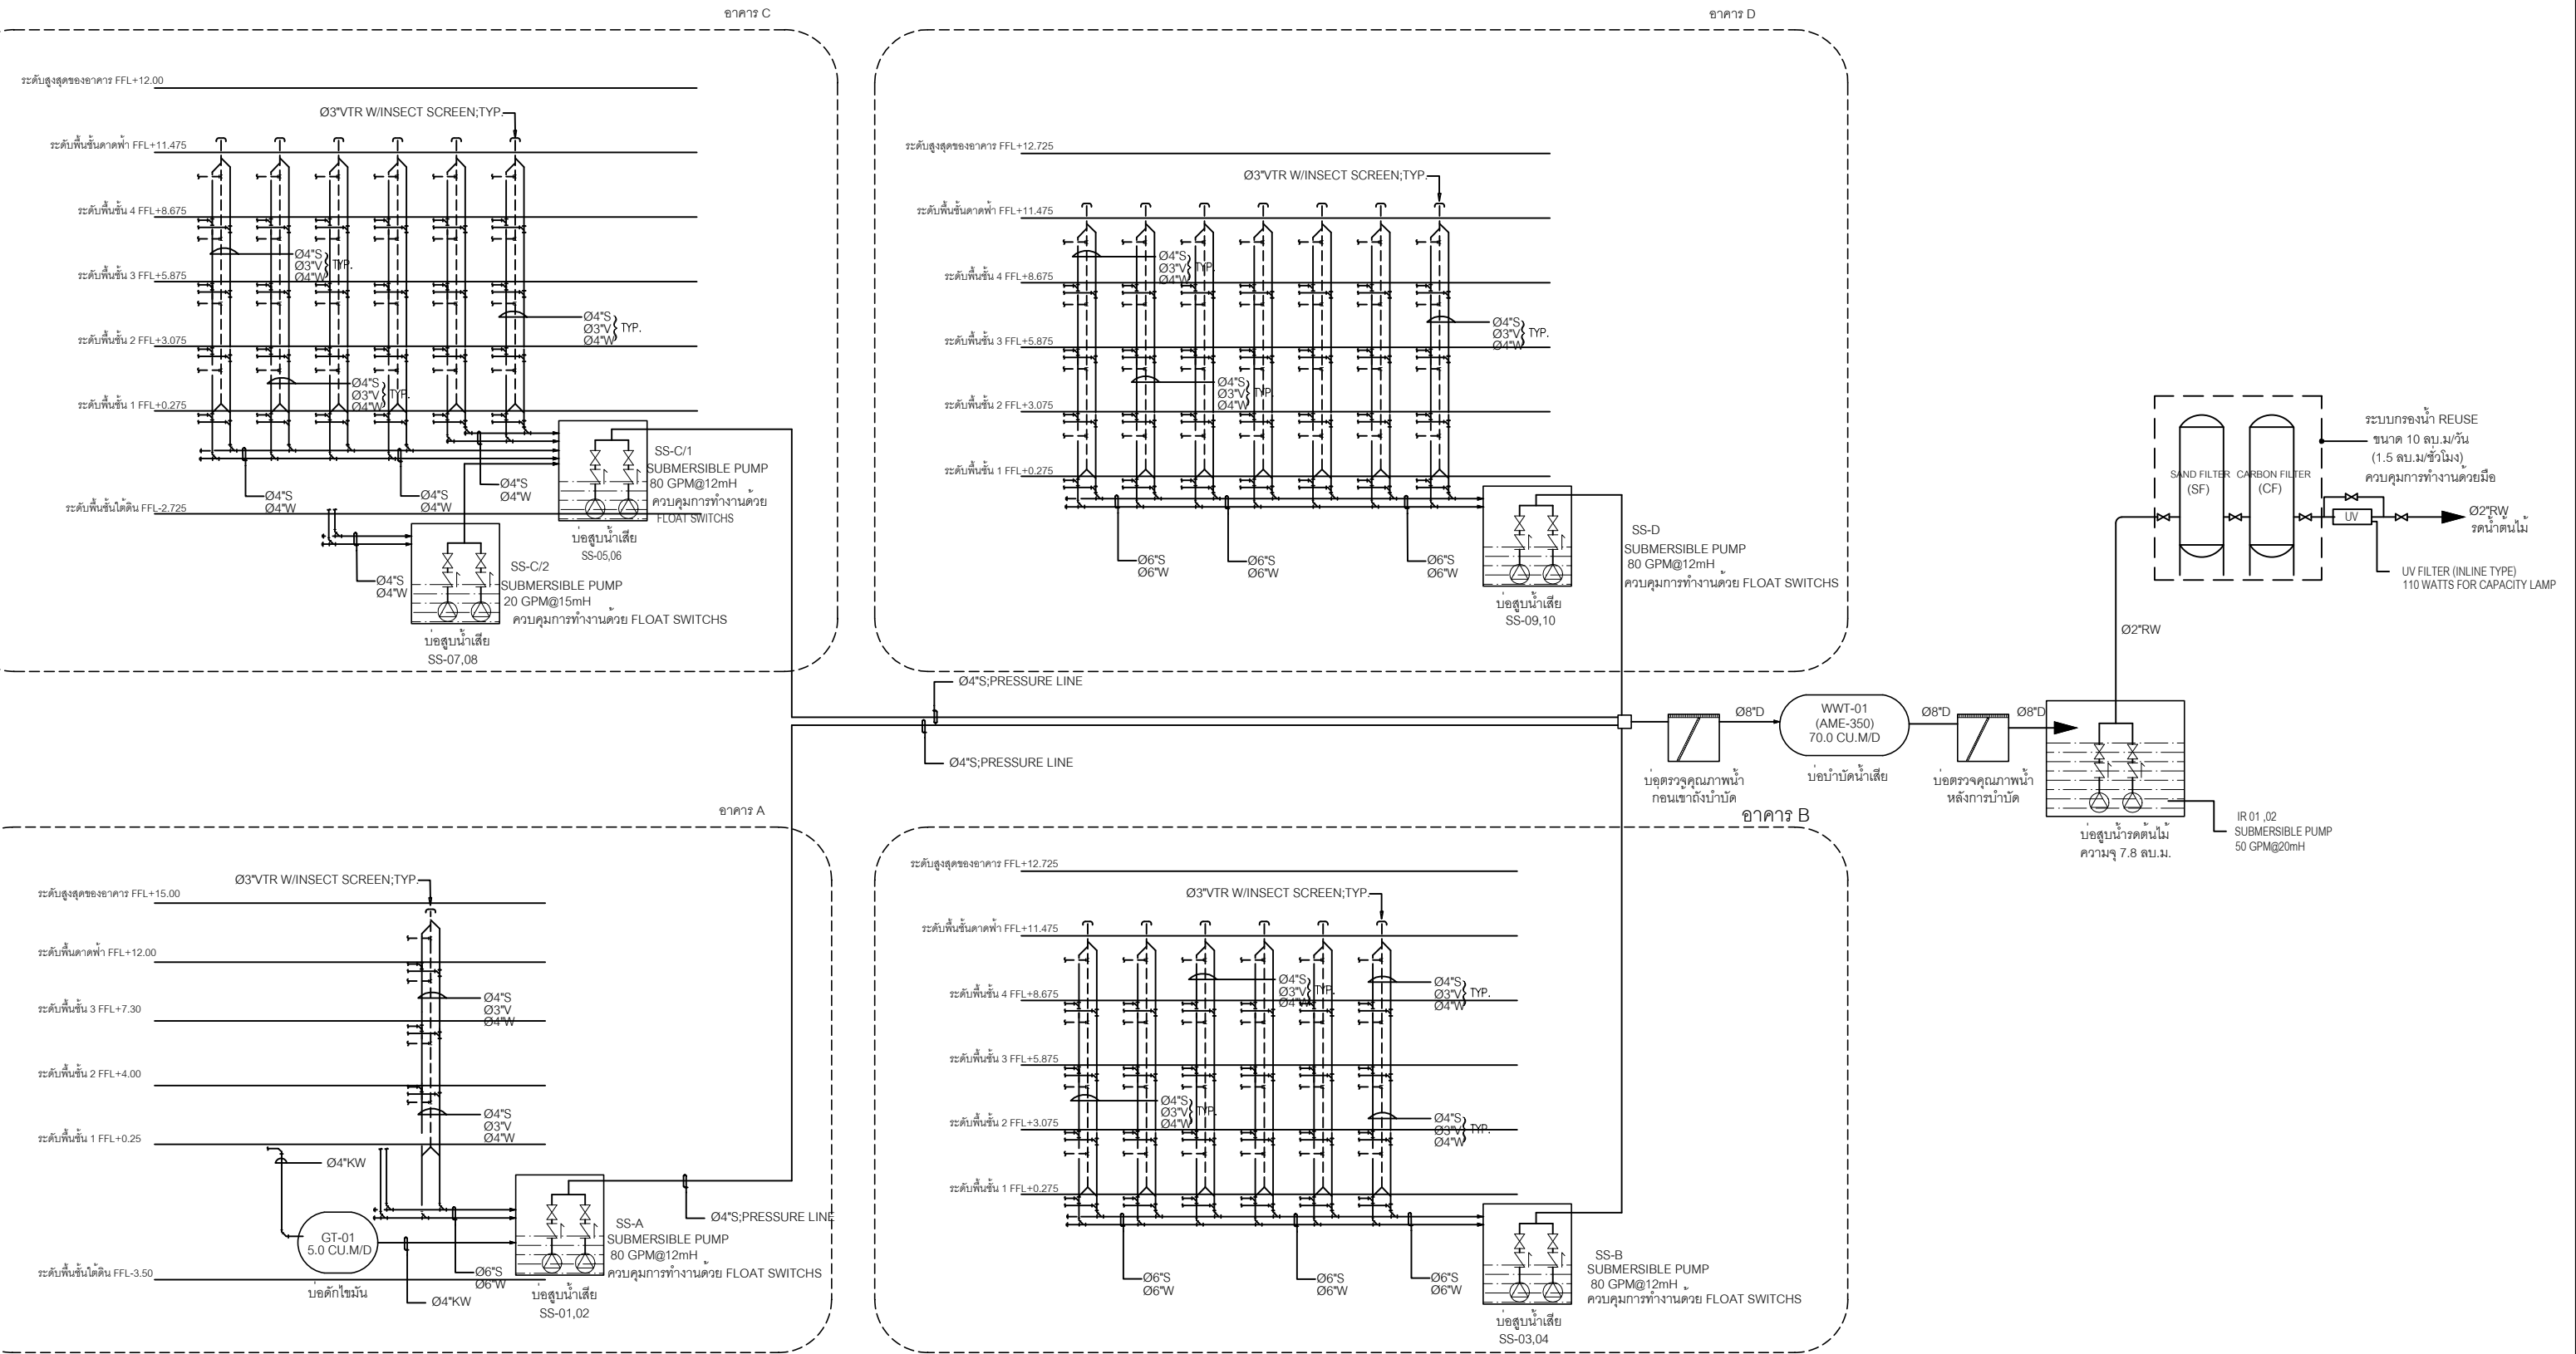 อาคาร C
ระดับสูงสุดของอาคาร FFL+12.00
Ø3"VTR W/INSECT SCREEN;TYP.
ระดับพื้นชั้นดาดฟ้า FFL+11.475
ระดับพื้นชั้น 4 FFL+8.675
Ø4"S
Ø3"V
Ø4"W
TYP.
ระดับพื้นชั้น 3 FFL+5.875
Ø4"S
Ø3"V
Ø4"W
TYP.
ระดับพื้นชั้น 2 FFL+3.075
Ø4"S
Ø3"V
Ø4"W
TYP.
ระดับพื้นชั้น 1 FFL+0.275
SS-C/1
SUBMERSIBLE PUMP
80 GPM@12mH
ควบคุมการทำงานด้วย
FLOAT SWITCHS
Ø4"S
Ø4"W
Ø4"S
Ø4"W
Ø4"S
Ø4"W
ระดับพื้นชั้นใต้ดิน FFL-2.725
บ่อสูบน้ำเสีย
SS-05,06
Ø4"S
Ø4"W
SS-C/2
SUBMERSIBLE PUMP
20 GPM@15mH
ควบคุมการทำงานด้วย FLOAT SWITCHS
บ่อสูบน้ำเสีย
SS-07,08
อาคาร D
ระดับสูงสุดของอาคาร FFL+12.725
Ø3"VTR W/INSECT SCREEN;TYP.
ระดับพื้นชั้นดาดฟ้า FFL+11.475
Ø4"S
Ø3"V
Ø4"W
TYP.
ระดับพื้นชั้น 4 FFL+8.675
Ø4"S
Ø3"V
Ø4"W
TYP.
ระดับพื้นชั้น 3 FFL+5.875
Ø4"S
Ø3"V
Ø4"W
TYP.
ระดับพื้นชั้น 2 FFL+3.075
ระดับพื้นชั้น 1 FFL+0.275
Ø6"S
Ø6"W
Ø6"S
Ø6"W
Ø6"S
Ø6"W
SS-D
SUBMERSIBLE PUMP
80 GPM@12mH
ควบคุมการทำงานด้วย FLOAT SWITCHS
บ่อสูบน้ำเสีย
SS-09,10
Ø4"S;PRESSURE LINE
Ø4"S;PRESSURE LINE
บ่อตรวจคุณภาพน้ำ
ก่อนเข้าถังบำบัด
Ø8"D
WWT-01
(AME-350)
70.0 CU.M/D
บ่อบำบัดน้ำเสีย
Ø8"D
บ่อตรวจคุณภาพน้ำ
หลังการบำบัด
Ø8"D
บ่อสูบน้ำรดต้นไม้
ความจุ 7.8 ลบ.ม.
IR 01 ,02
SUBMERSIBLE PUMP
50 GPM@20mH
Ø2"RW
SAND FILTER
(SF)
CARBON FILTER
(CF)
ระบบกรองน้ำ REUSE
ขนาด 10 ลบ.ม/วัน
(1.5 ลบ.ม/ชั่วโมง)
ควบคุมการทำงานด้วยมือ
UV
Ø2"RW
รดน้ำต้นไม้
UV FILTER (INLINE TYPE)
110 WATTS FOR CAPACITY LAMP
อาคาร A
Ø3"VTR W/INSECT SCREEN;TYP.
ระดับสูงสุดของอาคาร FFL+15.00
ระดับพื้นดาดฟ้า FFL+12.00
Ø4"S
Ø3"V
Ø4"W
ระดับพื้นชั้น 3 FFL+7.30
ระดับพื้นชั้น 2 FFL+4.00
Ø4"S
Ø3"V
Ø4"W
ระดับพื้นชั้น 1 FFL+0.25
Ø4"KW
GT-01
5.0 CU.M/D
บ่อดักไขมัน
ระดับพื้นชั้นใต้ดิน FFL-3.50
Ø6"S
Ø6"W
Ø4"KW
SS-A
SUBMERSIBLE PUMP
80 GPM@12mH
ควบคุมการทำงานด้วย FLOAT SWITCHS
Ø4"S;PRESSURE LINE
บ่อสูบน้ำเสีย
SS-01,02
อาคาร B
ระดับสูงสุดของอาคาร FFL+12.725
Ø3"VTR W/INSECT SCREEN;TYP.
ระดับพื้นชั้นดาดฟ้า FFL+11.475
Ø4"S
Ø3"V
Ø4"W
TYP.
Ø4"S
Ø3"V
Ø4"W
TYP.
ระดับพื้นชั้น 4 FFL+8.675
ระดับพื้นชั้น 3 FFL+5.875
Ø4"S
Ø3"V
Ø4"W
TYP.
Ø4"S
Ø3"V
Ø4"W
TYP.
ระดับพื้นชั้น 2 FFL+3.075
ระดับพื้นชั้น 1 FFL+0.275
Ø6"S
Ø6"W
Ø6"S
Ø6"W
Ø6"S
Ø6"W
SS-B
SUBMERSIBLE PUMP
80 GPM@12mH
ควบคุมการทำงานด้วย FLOAT SWITCHS
บ่อสูบน้ำเสีย
SS-03,04